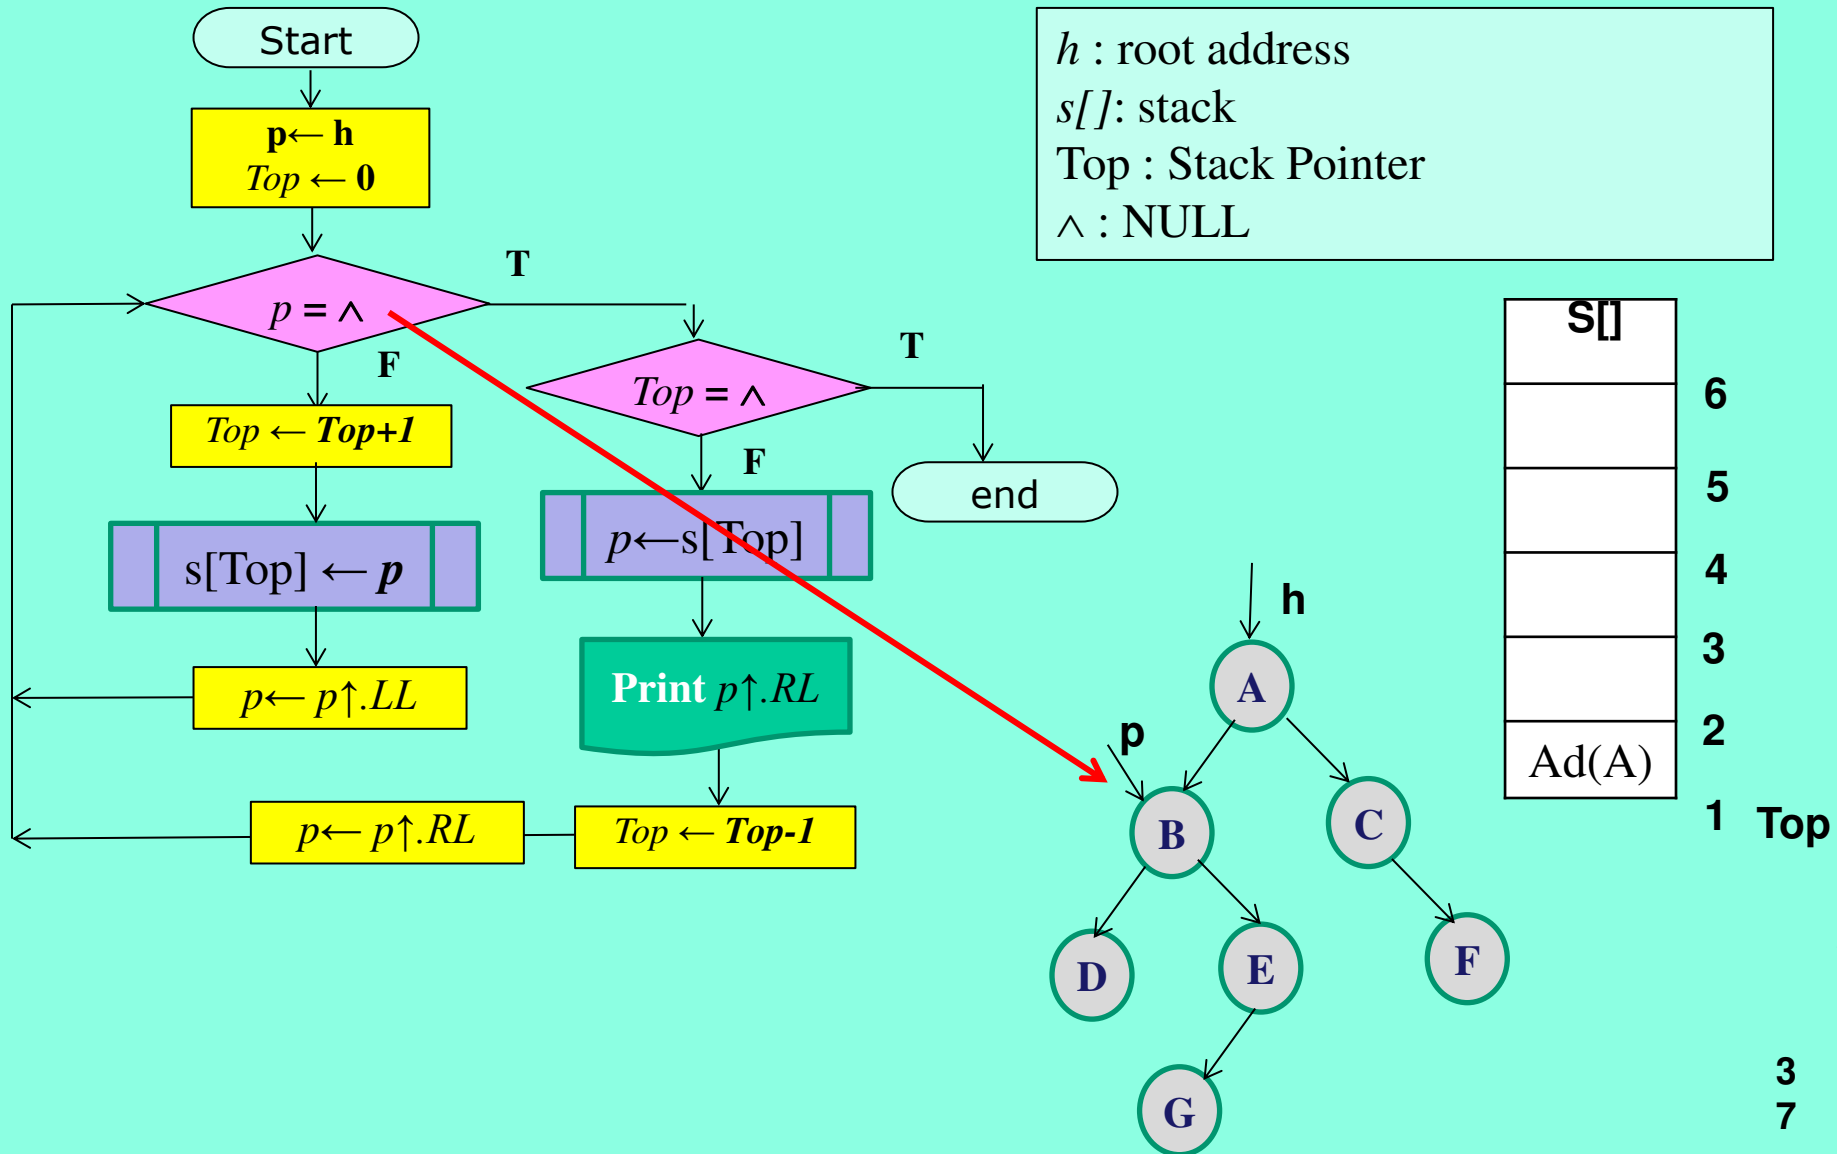 Start
p← h
Top ← 0
p = ∧
T
F
Top ← Top+1
s[Top] ← p
p← p↑.LL
Top = ∧
T
F
end
p←s[Top]
Print p↑.RL
Top ← Top-1
p← p↑.RL
h : root address
s[]: stack
Top : Stack Pointer
∧ : NULL
S[]
6
5
4
3
2
Ad(A)
1 Top
h
A
p
B
C
D
E
F
G
3
7